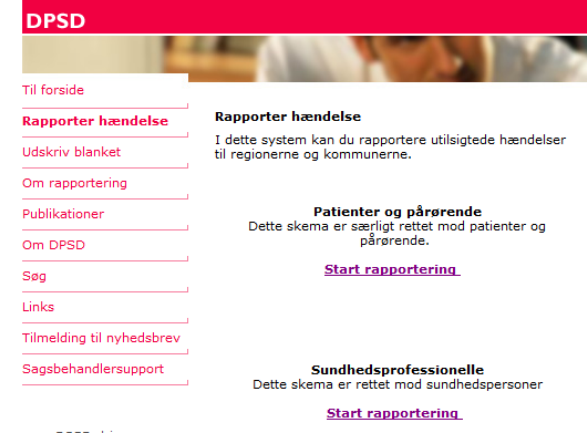 DPSD
Til forside
Rapporter hændelse
Udskriv blanket
Om rapportering
Publikationer
Om DPSD
Søg
Links
Tilmelding til nyhedsbrev
Sagsbehandlersupport
Rapporter hændelse
I dette system kan du rapportere utilsigtede hændelser
til regionerne og kommunerne.
Patienter og pårørende
Dette skema er særligt rettet mod patienter og
pårørende.
Start rapportering
Sundhedsprofessionelle
Dette skema er rettet mod sundhedspersoner
Start rapportering